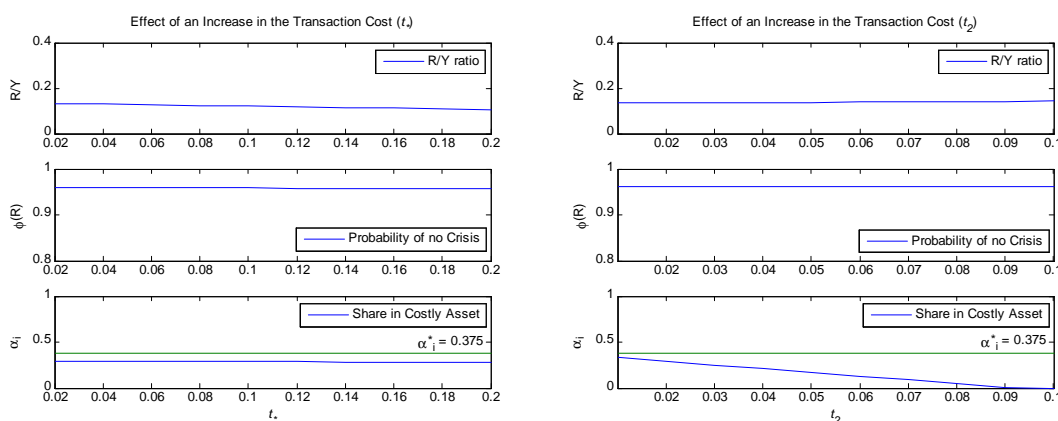 Effect of an Increase in the Transaction Cost (t*)
0.4
0.2
0
R/Y
R/Y ratio
0.02 0.04 0.06 0.08 0.1 0.12 0.14 0.16 0.18 0.2
1
0.9
0.8
ϕ(R)
Probability of no Crisis
0.02 0.04 0.06 0.08 0.1 0.12 0.14 0.16 0.18 0.2
1
0.5
0
αi
Share in Costly Asset
α*i = 0.375
0.02 0.04 0.06 0.08 0.1 0.12 0.14 0.16 0.18 0.2
t*
Effect of an Increase in the Transaction Cost (t2)
0.4
0.2
0
R/Y
R/Y ratio
0.02 0.03 0.04 0.05 0.06 0.07 0.08 0.09 0.1
1
0.9
0.8
ϕ(R)
Probability of no Crisis
0.02 0.03 0.04 0.05 0.06 0.07 0.08 0.09 0.1
1
0.5
0
αi
Share in Costly Asset
α*i = 0.375
0.02 0.03 0.04 0.05 0.06 0.07 0.08 0.09 0.1
t2